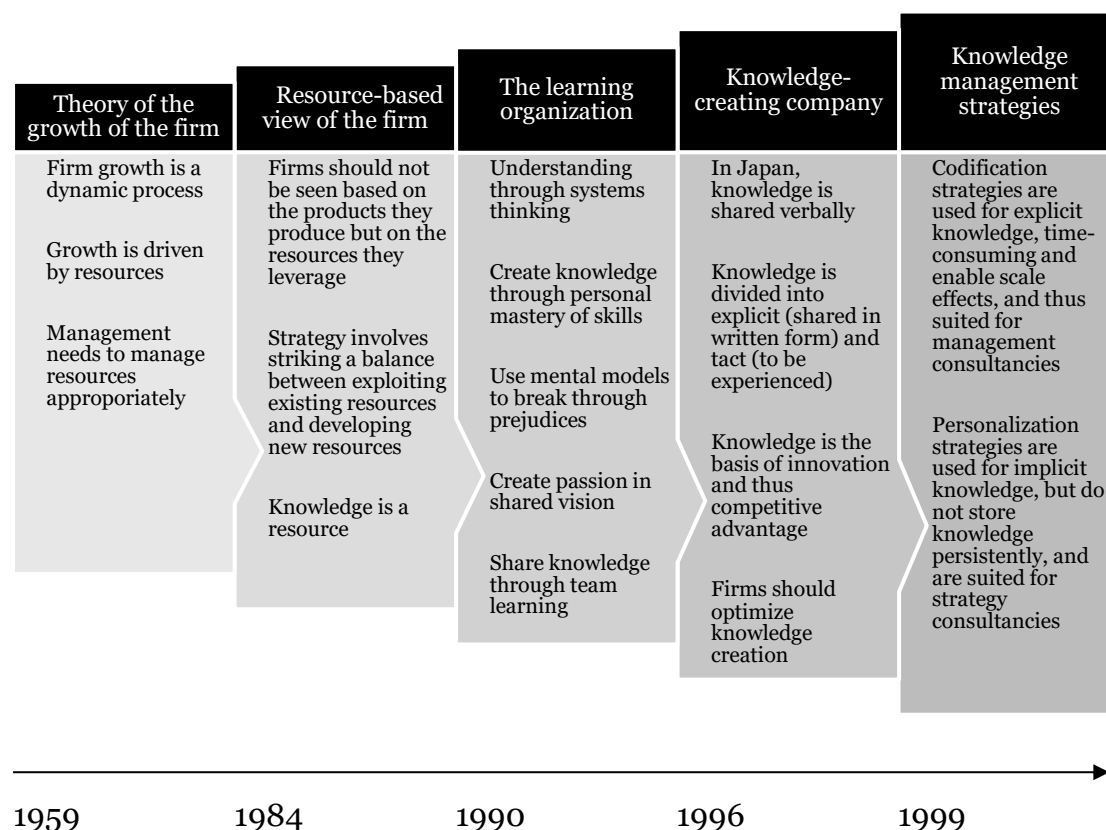 Theory of the
growth of the firm
Firm growth is a
dynamic process
Growth is driven
by resources
Management
needs to manage
resources
approporiately
Resource-based
view of the firm
Firms should not
be seen based on
the products they
produce but on the
resources they
leverage
Strategy involves
striking a balance
between exploiting
existing resources
and developing
new resources
Knowledge is a
resource
The learning
organization
Understanding
through systems
thinking
Create knowledge
through personal
mastery of skills
Use mental models
to break through
prejudices
Create passion in
shared vision
Share knowledge
through team
learning
Knowledge-
creating company
In Japan,
knowledge is
shared verbally
Knowledge is
divided into
explicit (shared in
written form) and
tact (to be
experienced)
Knowledge is the
basis of innovation
and thus
competitive
advantage
Firms should
optimize
knowledge
creation
Knowledge
management
strategies
Codification
strategies are
used for explicit
knowledge, time-
consuming and
enable scale
effects, and thus
suited for
management
consultancies
Personalization
strategies are
used for implicit
knowledge, but do
not store
knowledge
persistently, and
are suited for
strategy
consultancies
1959
1984
1990
1996
1999